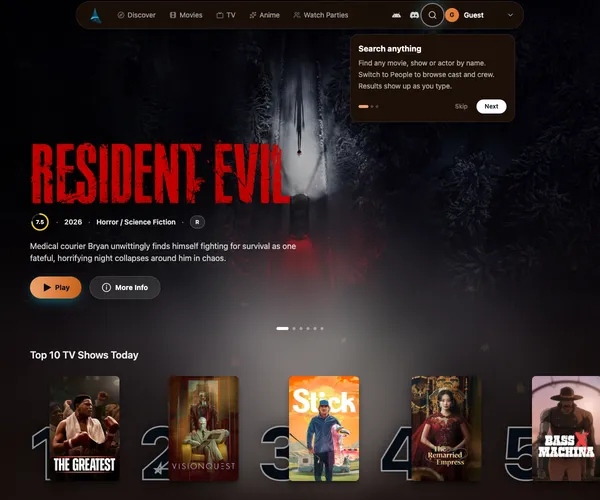 Discover
Movies
TV
Anime
Watch Parties
G
Guest
Search anything
Find any movie, show or actor by name.
Switch to People to browse cast and crew.
Results show up as you type.
Skip
Next
RESIDENT EVIL
7.5 · 2026 · Horror / Science Fiction · R
Medical courier Bryan unwittingly finds himself fighting for survival as one
fateful, horrifying night collapses around him in chaos.
Play
More Info
Top 10 TV Shows Today
1
THE GREATEST
2
VISIONQUEST
3
Stick
4
The
Remarried
Empress
5
BASS X
MACHINA